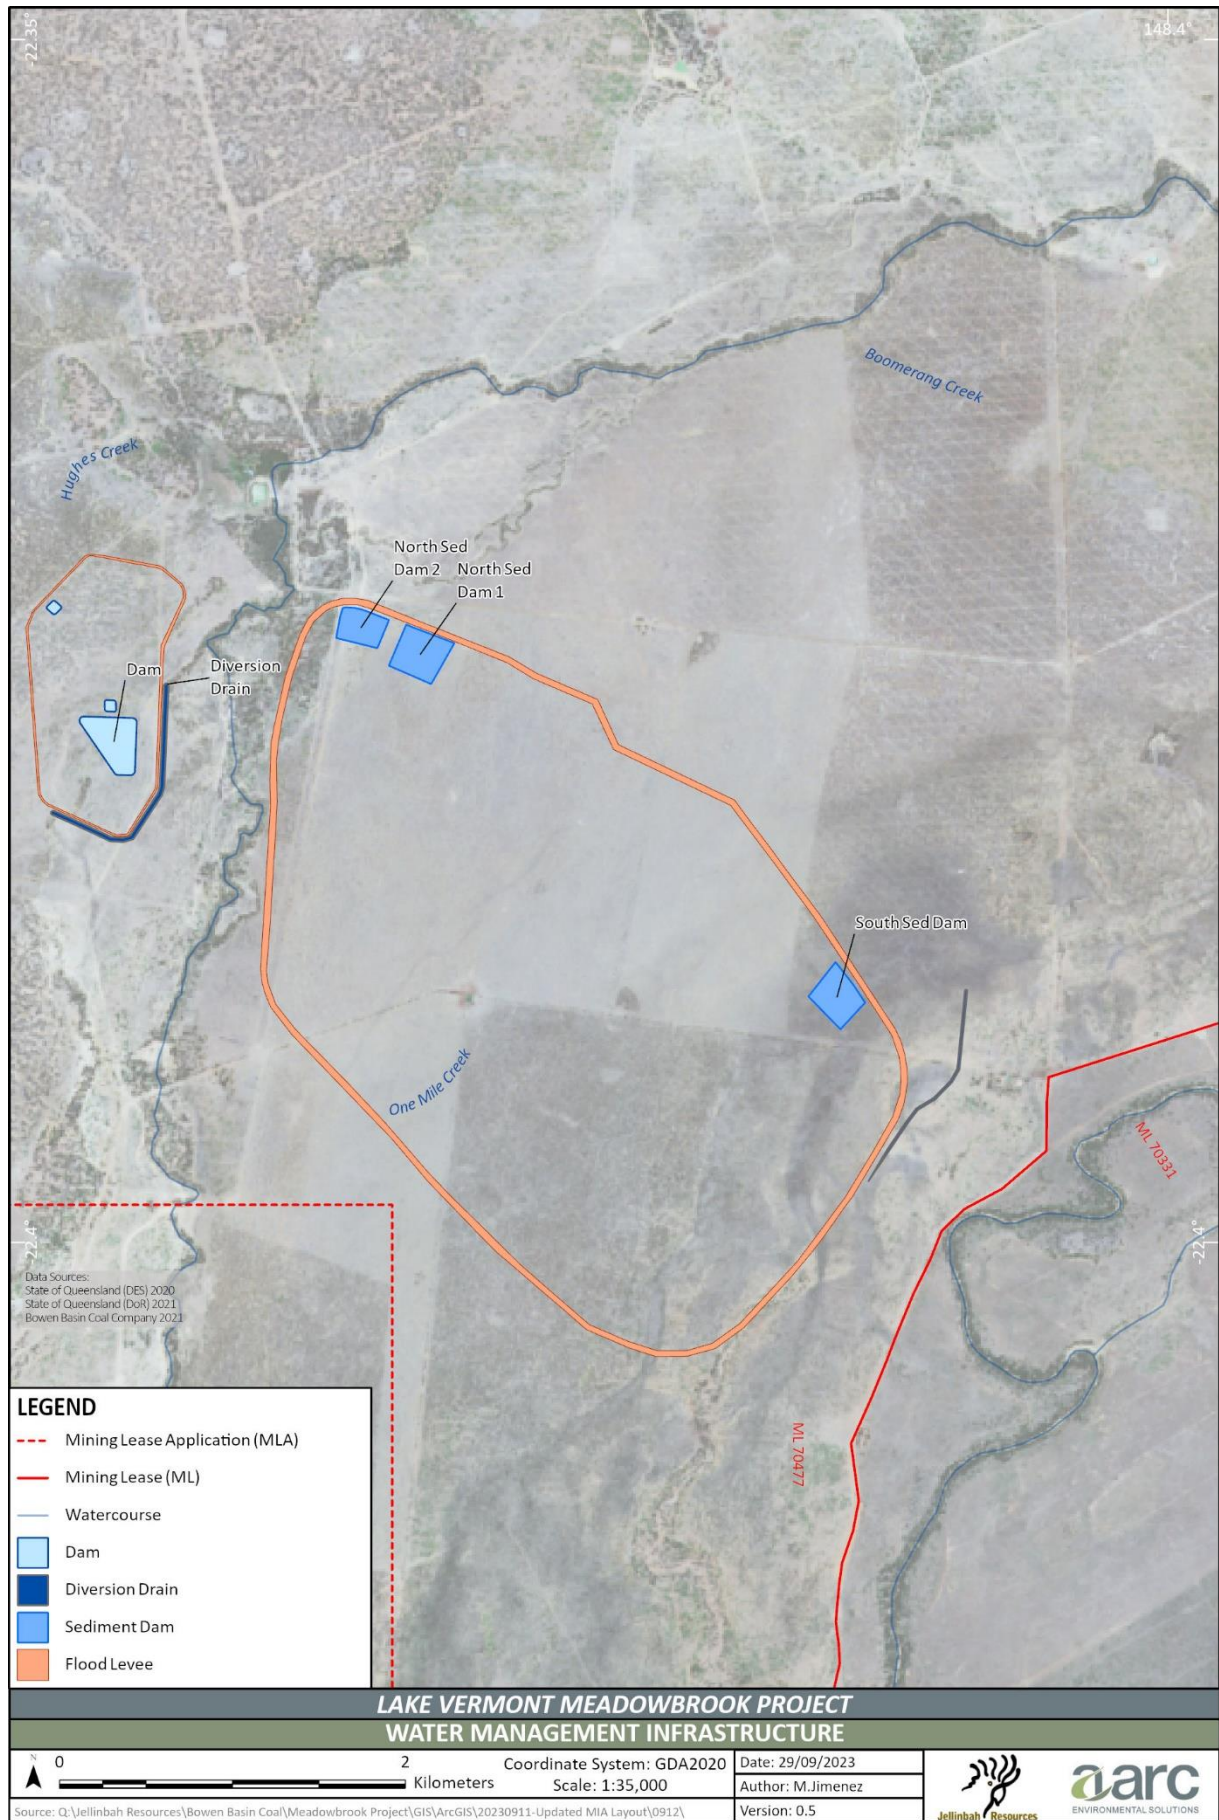 -22.35°
148.4°
Boomerang Creek
Hughes Creek
North Sed
Dam 2
North Sed
Dam 1
Dam
Diversion
Drain
South Sed Dam
One Mile Creek
ML 70331
-22.4°
-22.4°
Data Sources:
State of Queensland (DES) 2020
State of Queensland (DoR) 2021
Bowen Basin Coal Company 2021
ML 70477
LEGEND
Mining Lease Application (MLA)
Mining Lease (ML)
Watercourse
Dam
Diversion Drain
Sediment Dam
Flood Levee
LAKE VERMONT MEADOWBROOK PROJECT
WATER MANAGEMENT INFRASTRUCTURE
N
0 2
Kilometers
Coordinate System: GDA2020
Scale: 1:35,000
Date: 29/09/2023
Author: M.Jimenez
Version: 0.5
Source: Q:\Jellinbah Resources\Bowen Basin Coal\Meadowbrook Project\GIS\ArcGIS\20230911-Updated MIA Layout\0912\
Jellinbah Resources
aarc
ENVIRONMENTAL SOLUTIONS